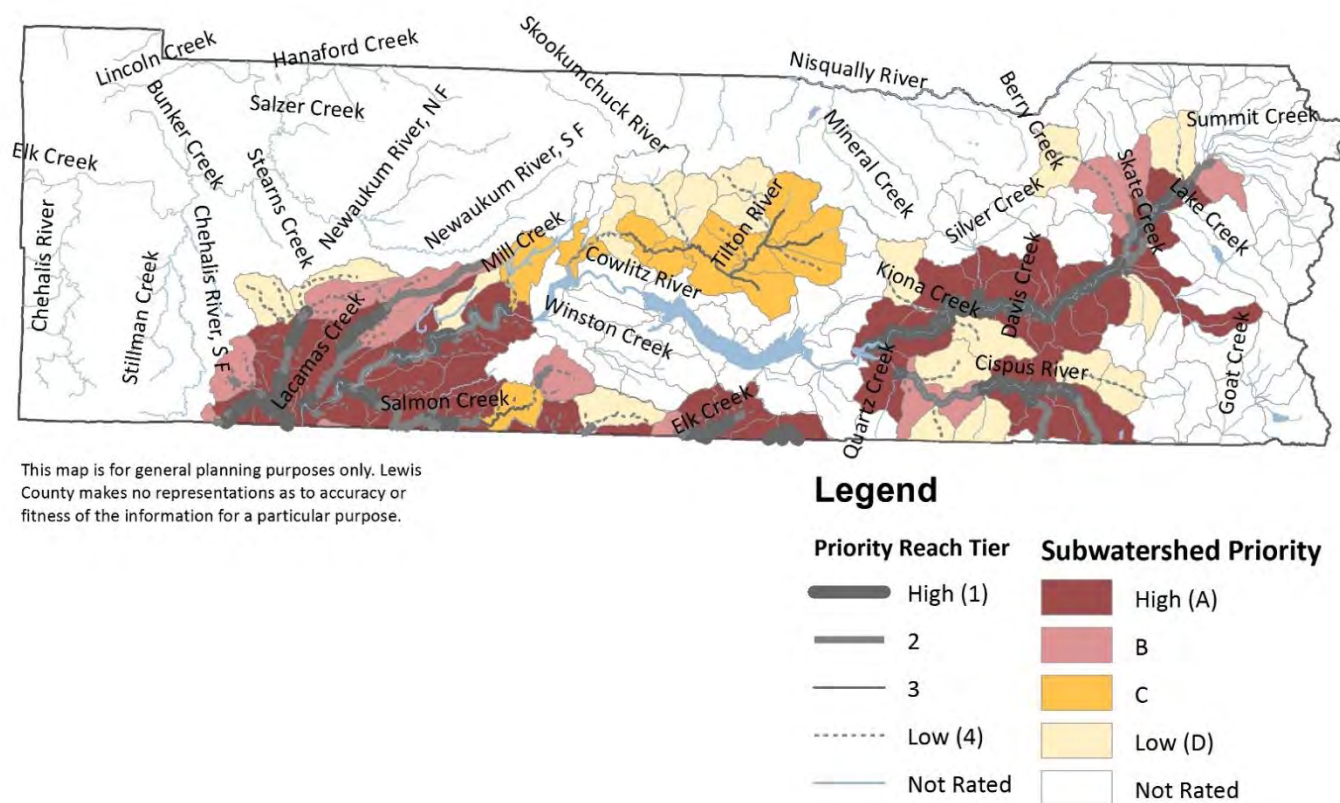 Lincoln Creek
Hanaford Creek
Skookumchuck River
Nisqually River
Berry Creek
Summit Creek
Bunker Creek
Salzer Creek
Elk Creek
Stearns Creek
Newaukum River, N F
Newaukum River, S F
Mineral Creek
Skate Creek
Lake Creek
Silver Creek
Chehalis River
Stillman Creek
Chehalis River, S F
Mill Creek
Tilton River
Cowlitz River
Kiona Creek
Davis Creek
Lacamas Creek
Winston Creek
Goat Creek
Cispus River
Salmon Creek
Elk Creek
Quartz Creek
This map is for general planning purposes only. Lewis
County makes no representations as to accuracy or
fitness of the information for a particular purpose.
Legend
Priority Reach Tier
High (1)
2
3
Low (4)
Not Rated
Subwatershed Priority
High (A)
B
C
Low (D)
Not Rated